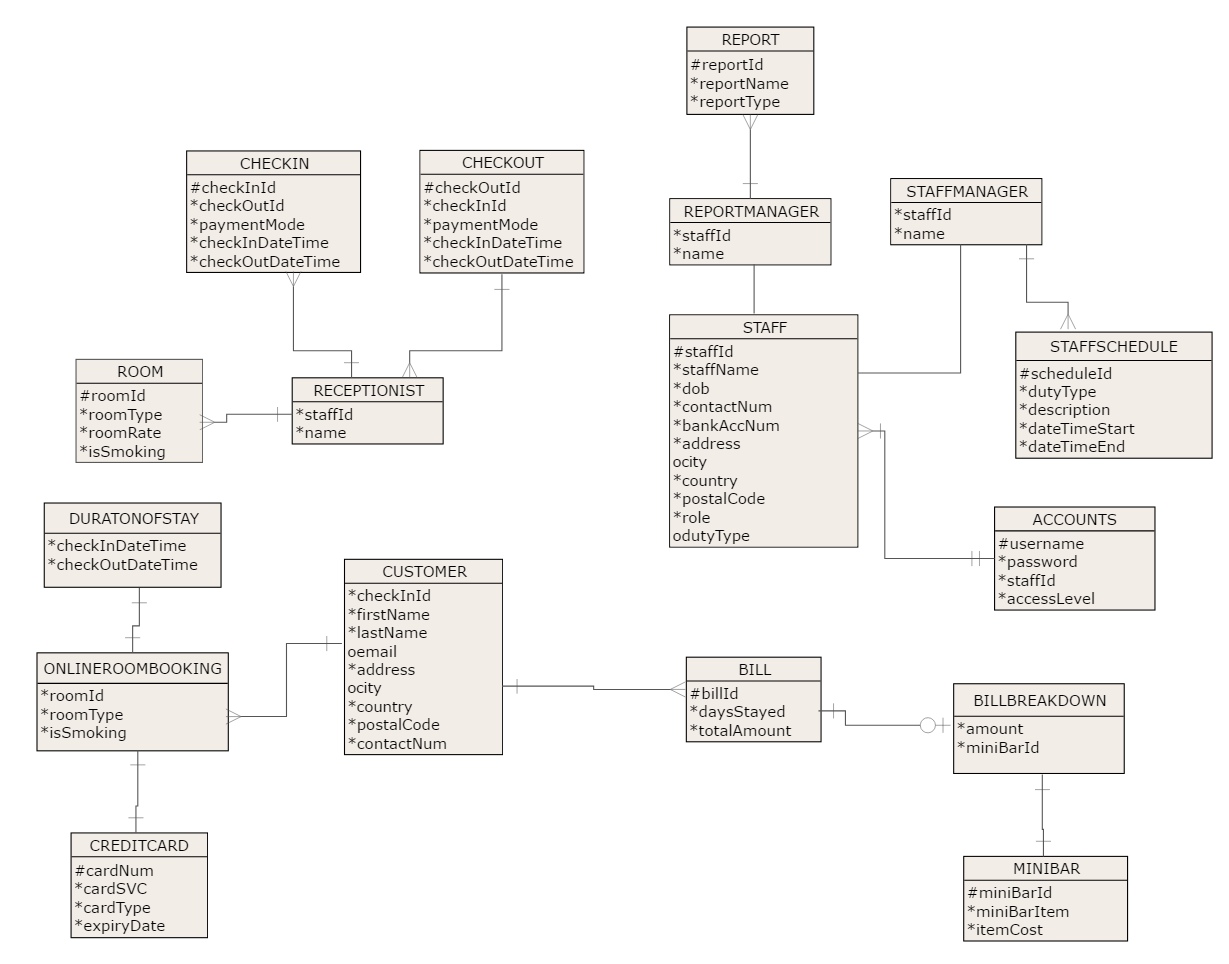 REPORT
#reportId
*reportName
*reportType
CHECKIN
#checkInId
*checkOutId
*paymentMode
*checkInDateTime
*checkOutDateTime
CHECKOUT
#checkOutId
*checkInId
*paymentMode
*checkInDateTime
*checkOutDateTime
REPORTMANAGER
*staffId
*name
STAFFMANAGER
*staffId
*name
STAFF
#staffId
*staffName
*dob
*contactNum
*bankAccNum
*address
ocity
*country
*postalCode
*role
odutyType
STAFFSCHEDULE
#scheduleId
*dutyType
*description
*dateTimeStart
*dateTimeEnd
ROOM
#roomId
*roomType
*roomRate
*isSmoking
RECEPTIONIST
*staffId
*name
DURATONOFSTAY
*checkInDateTime
*checkOutDateTime
ACCOUNTS
#username
*password
*staffId
*accessLevel
CUSTOMER
*checkInId
*firstName
*lastName
oemail
*address
ocity
*country
*postalCode
*contactNum
ONLINEROOMBOOKING
*roomId
*roomType
*isSmoking
BILL
#billId
*daysStayed
*totalAmount
BILLBREAKDOWN
*amount
*miniBarId
CREDITCARD
#cardNum
*cardSVC
*cardType
*expiryDate
MINIBAR
#miniBarId
*miniBarItem
*itemCost